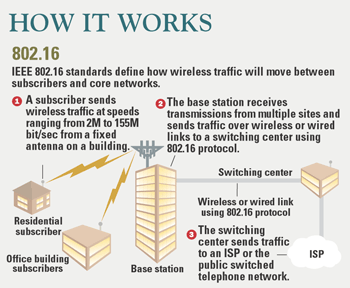 HOW IT WORKS
802.16
IEEE 802.16 standards define how wireless traffic will move between
subscribers and core networks.
1 A subscriber sends
wireless traffic at speeds
ranging from 2M to 155M
bit/sec from a fixed
antenna on a building.
2 The base station receives
transmissions from multiple sites and
sends traffic over wireless or wired
links to a switching center using
802.16 protocol.
Switching center
Wireless or wired link
using 802.16 protocol
Residential
subscriber
3 The switching
center sends traffic
to an ISP or the
public switched
telephone network.
ISP
Office building
subscribers
Base station